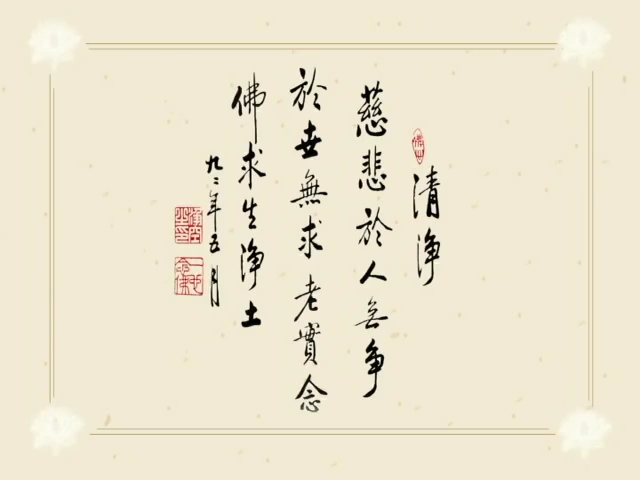 清淨
慈悲於人無争
於世無求老實念
佛求生淨土
九二年五月